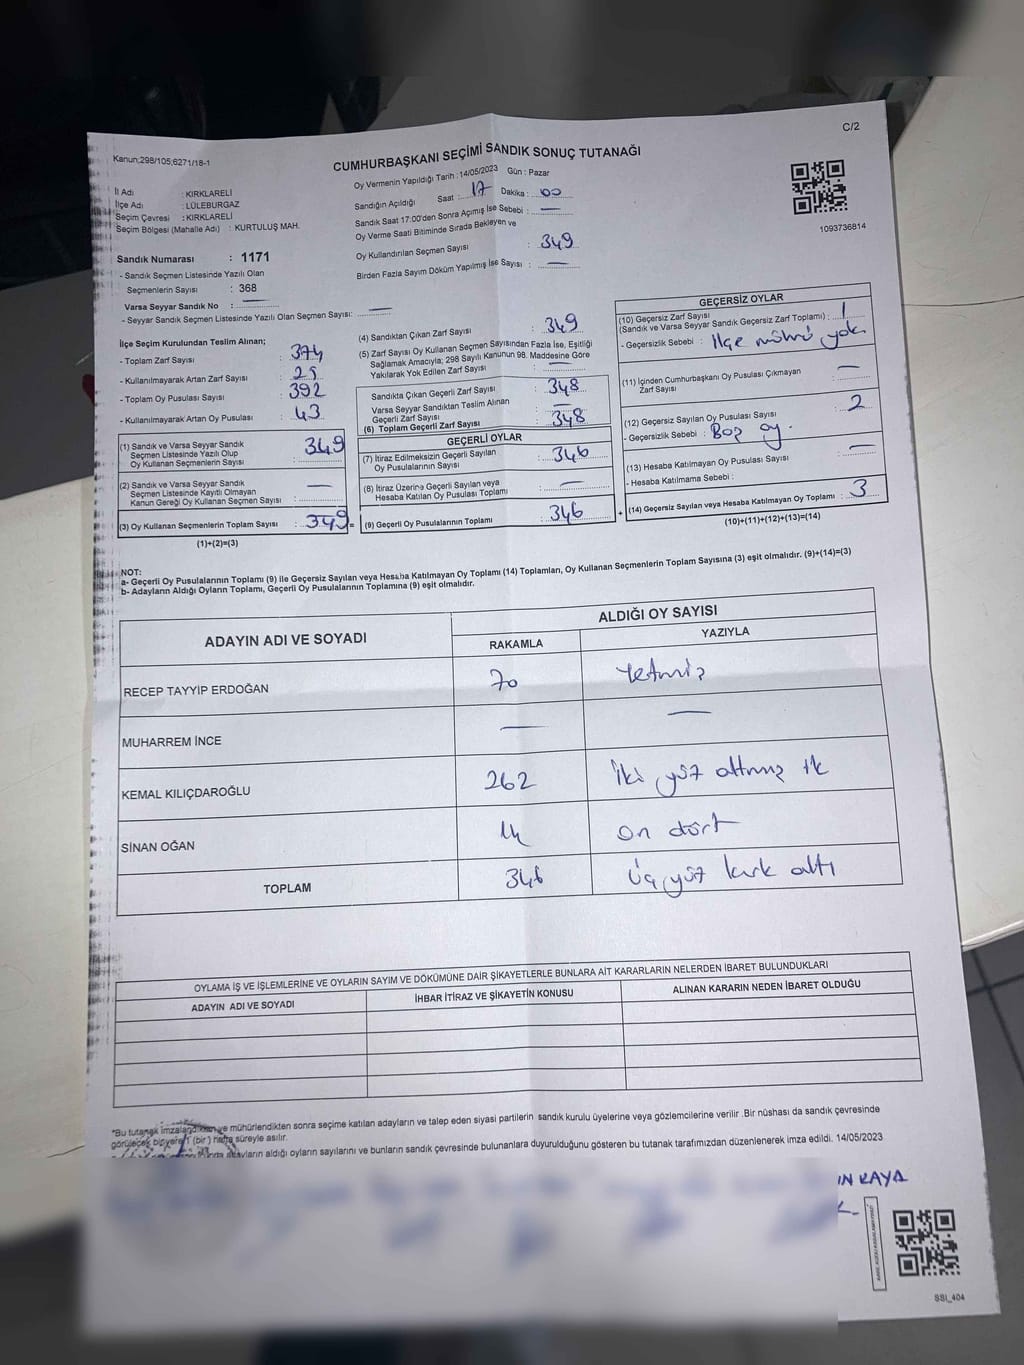 C/2
Kanun;298/105;6271/18-1
CUMHURBAŞKANI SEÇİMİ SANDIK SONUÇ TUTANAĞI
İl Adı : KIRKLARELİ
İlçe Adı : LÜLEBURGAZ
Seçim Çevresi : KIRKLARELİ
Seçim Bölgesi (Mahalle Adı) : KURTULUŞ MAH.
Sandık Numarası : 1171
- Sandık Seçmen Listesinde Yazılı Olan
Seçmenlerin Sayısı : 368
Varsa Seyyar Sandık No : —
- Seyyar Sandık Seçmen Listesinde Yazılı Olan Seçmen Sayısı: —
Oy Vermenin Yapıldığı Tarih : 14/05/2023 Gün : Pazar
Sandığın Açıldığı Saat : 17 Dakika : 00
Sandık Saat 17:00'den Sonra Açmış İse Sebebi : —
Oy Verme Saati Bitiminde Sırada Bekleyen ve
Oy Kullandırılan Seçmen Sayısı : 349
Birden Fazla Sayım Döküm Yapılmış İse Sayısı : —
1093736814
İlçe Seçim Kurulundan Teslim Alınan;
- Toplam Zarf Sayısı : 374
- Kullanılmayarak Artan Zarf Sayısı : 25
- Toplam Oy Pusulası Sayısı : 392
- Kullanılmayarak Artan Oy Pusulası : 43
(1) Sandık ve Varsa Seyyar Sandık
Seçmen Listesinde Yazılı Olup
Oy Kullanan Seçmenlerin Sayısı : 349
(2) Sandık ve Varsa Seyyar Sandık
Seçmen Listesinde Kayıtlı Olmayan
Kanun Gereği Oy Kullanan Seçmen Sayısı : —
(3) Oy Kullanan Seçmenlerin Toplam Sayısı : 349 =
(1)+(2)=(3)
(4) Sandıktan Çıkan Zarf Sayısı : 349
(5) Zarf Sayısı Oy Kullanan Seçmen Sayısından Fazla İse, Eşitliği
Sağlamak Amacıyla; 298 Sayılı Kanunun 98. Maddesine Göre
Yakılarak Yok Edilen Zarf Sayısı : —
Sandıkta Çıkan Geçerli Zarf Sayısı : 348
Varsa Seyyar Sandıktan Teslim Alınan
Geçerli Zarf Sayısı : —
(6) Toplam Geçerli Zarf Sayısı : 348
GEÇERLİ OYLAR
(7) İtiraz Edilmeksizin Geçerli Sayılan
Oy Pusulalarının Sayısı : 346
(8) İtiraz Üzerine Geçerli Sayılan veya
Hesaba Katılan Oy Pusulası Toplamı : —
(9) Geçerli Oy Pusulalarının Toplamı : 346 +
GEÇERSİZ OYLAR
(10) Geçersiz Zarf Sayısı
(Sandık ve Varsa Seyyar Sandık Geçersiz Zarf Toplamı) : 1
- Geçersizlik Sebebi : İlçe mührü yok
(11) İçinden Cumhurbaşkanı Oy Pusulası Çıkmayan
Zarf Sayısı : —
(12) Geçersiz Sayılan Oy Pusulası Sayısı : 2
- Geçersizlik Sebebi : Boş oy.
(13) Hesaba Katılmayan Oy Pusulası Sayısı : —
- Hesaba Katılmama Sebebi :
(14) Geçersiz Sayılan veya Hesaba Katılmayan Oy Toplamı : 3
(10)+(11)+(12)+(13)=(14)
NOT:
a- Geçerli Oy Pusulalarının Toplamı (9) ile Geçersiz Sayılan veya Hesaba Katılmayan Oy Toplamı (14) Toplamları, Oy Kullanan Seçmenlerin Toplam Sayısına (3) eşit olmalıdır. (9)+(14)=(3)
b- Adayların Aldığı Oyların Toplamı, Geçerli Oy Pusulalarının Toplamına (9) eşit olmalıdır.
ADAYIN ADI VE SOYADI
ALDIĞI OY SAYISI
RAKAMLA YAZIYLA
RECEP TAYYİP ERDOĞAN 70 Yetmiş
MUHARREM İNCE — —
KEMAL KILIÇDAROĞLU 262 İki yüz altmış iki
SİNAN OĞAN 14 On dört
TOPLAM 346 Üç yüz kırk altı
OYLAMA İŞ VE İŞLEMLERİNE VE OYLARIN SAYIM VE DÖKÜMÜNE DAİR ŞİKAYETLERLE BUNLARA AİT KARARLARIN NELERDEN İBARET BULUNDUKLARI
ADAYIN ADI VE SOYADI İHBAR İTİRAZ VE ŞİKAYETİN KONUSU ALINAN KARARIN NEDEN İBARET OLDUĞU
*Bu tutanak imzalandıktan ve mühürlendikten sonra seçime katılan adayların ve talep eden siyasi partilerin sandık kurulu üyelerine veya gözlemcilerine verilir .Bir nüshası da sandık çevresinde
görülecek bir yere 1 (bir) hafta süreyle asılır.
adayların aldığı oyların sayılarını ve bunların sandık çevresinde bulunanlara duyurulduğunu gösteren bu tutanak tarafımızdan düzenlenerek imza edildi. 14/05/2023
IN KAYA
SSİ_404